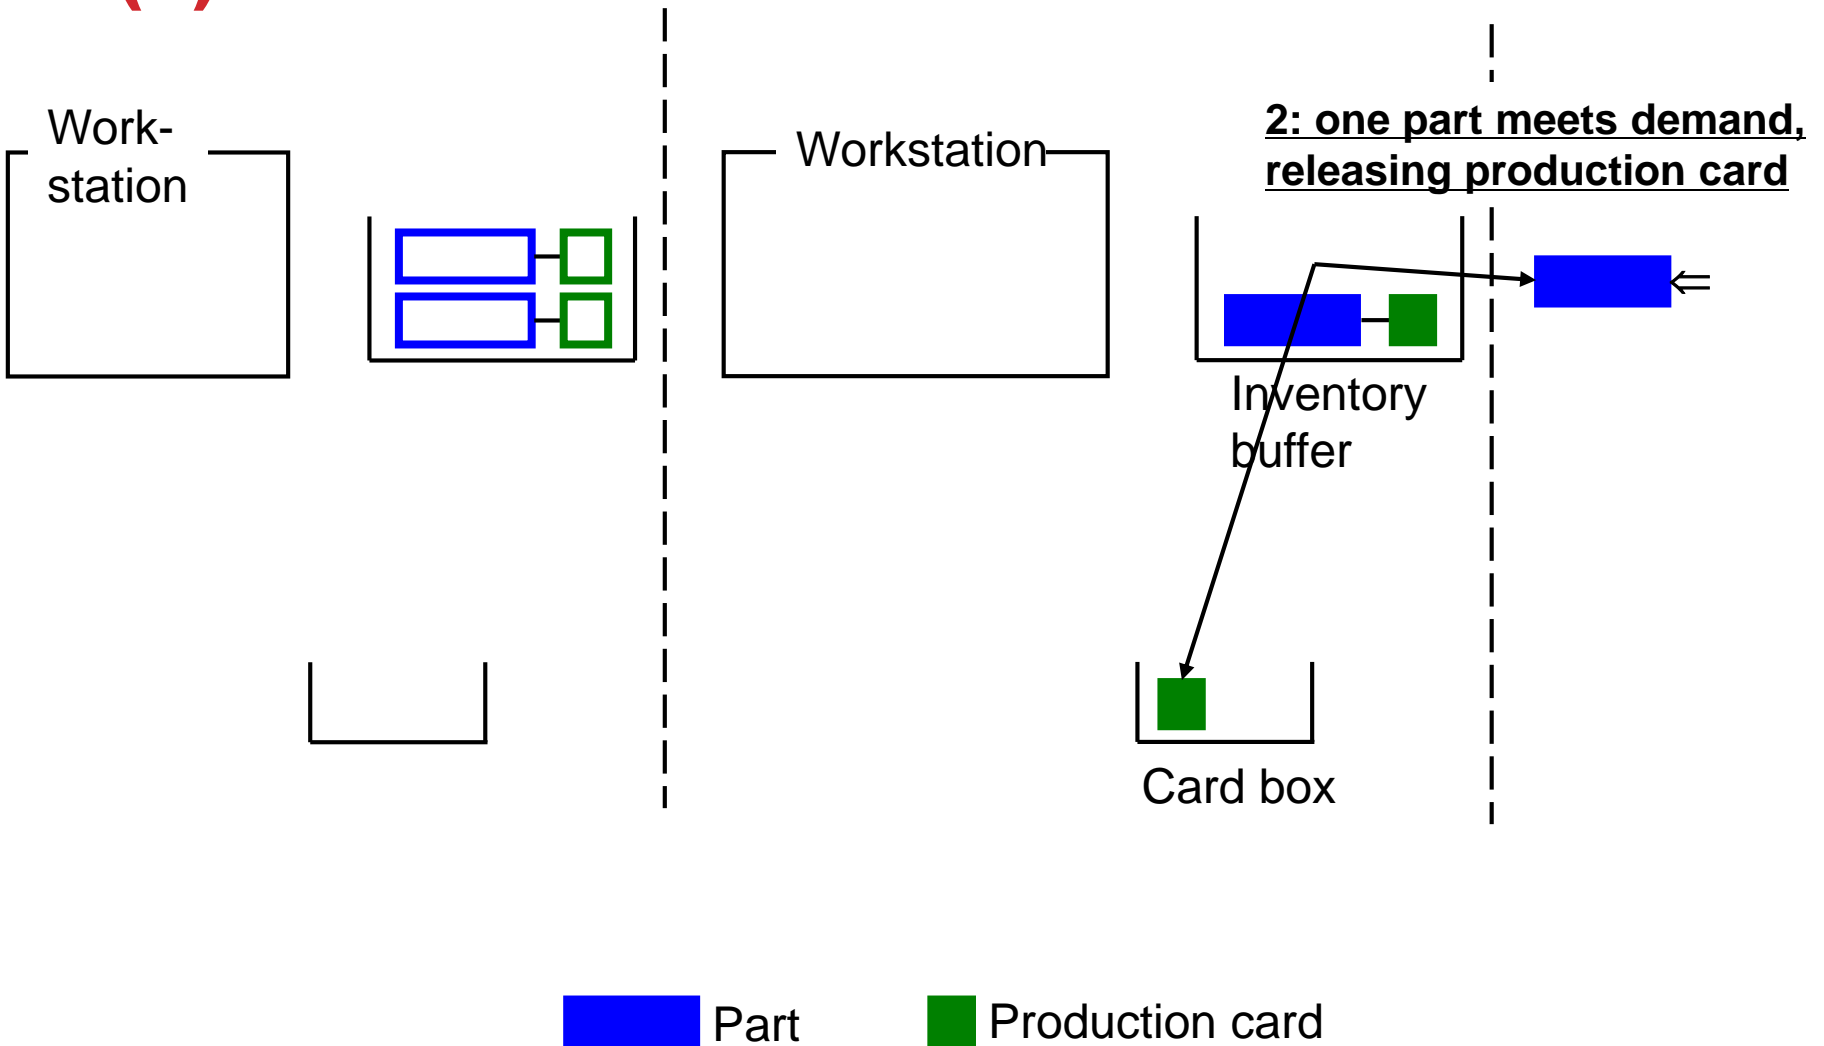 Work-
station
Workstation
2: one part meets demand,
releasing production card
Inventory
buffer
Card box
Part
Production card